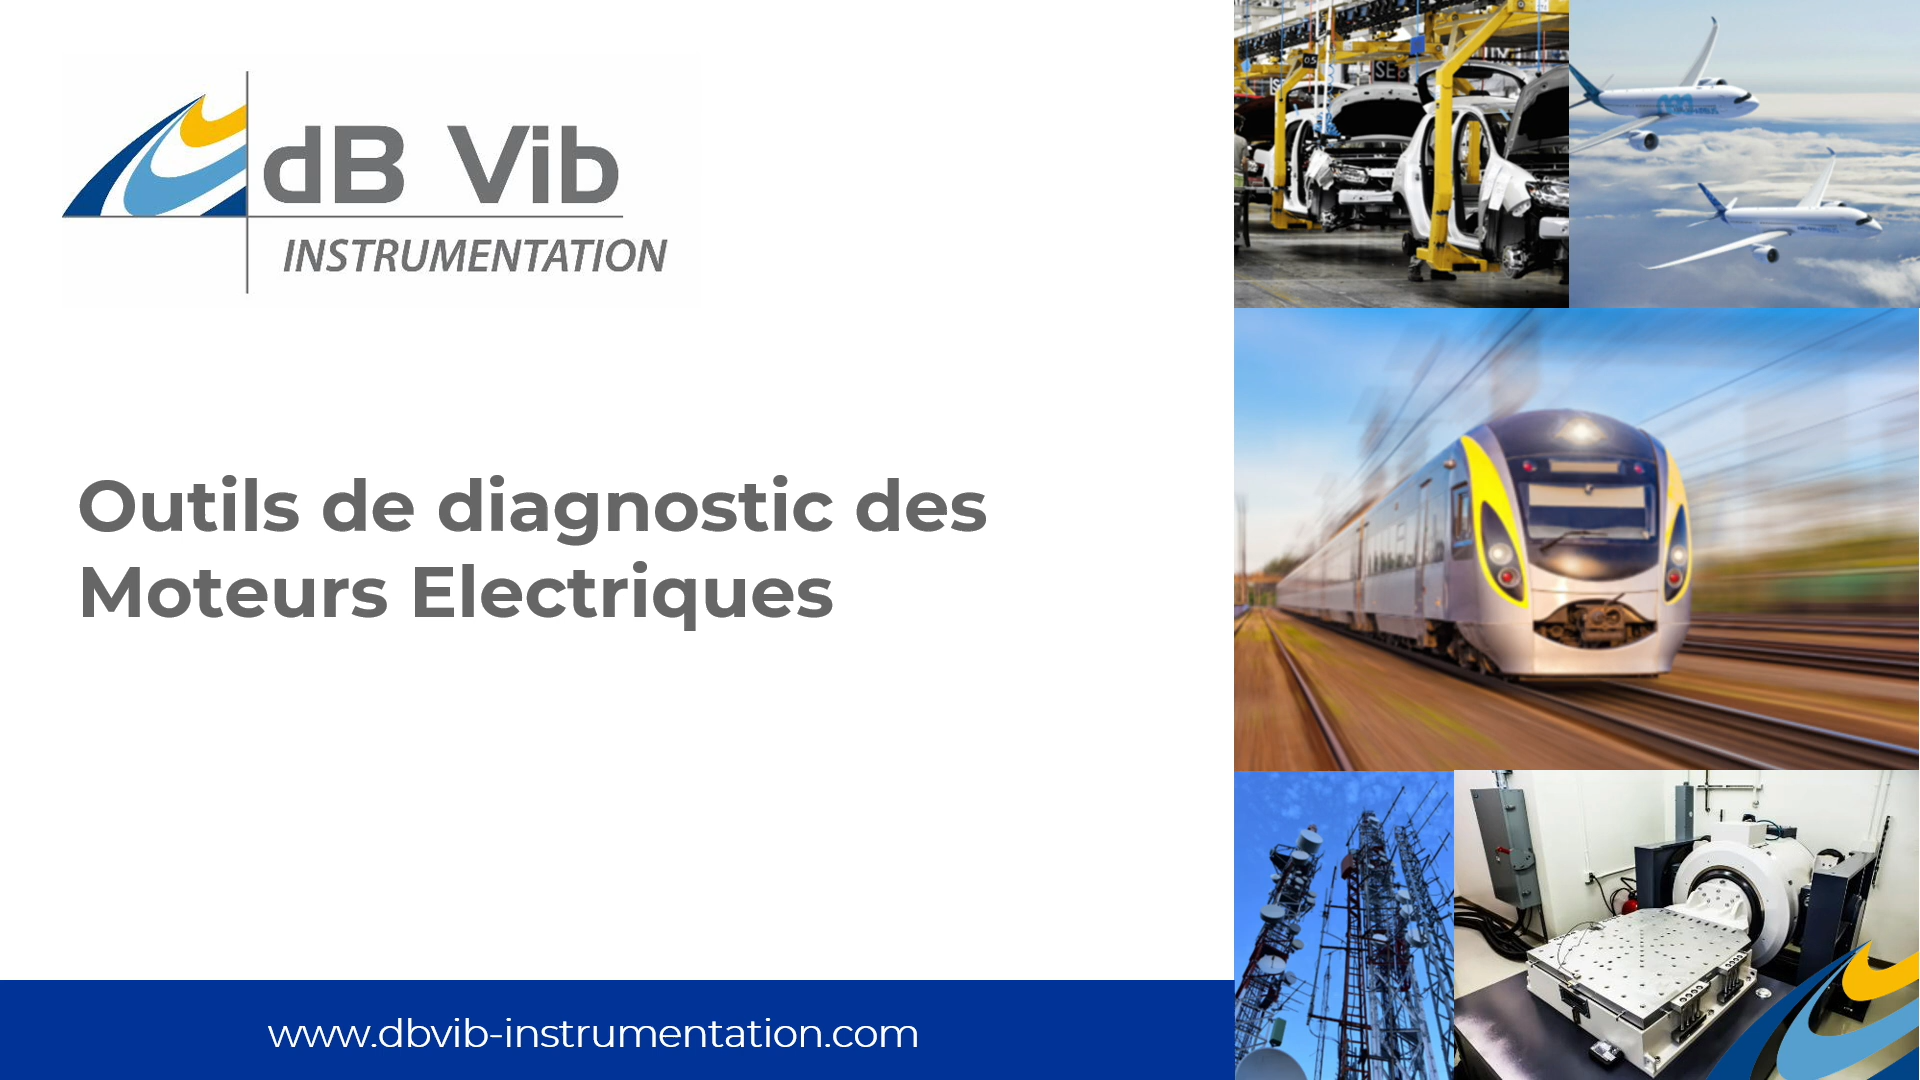 dB Vib
INSTRUMENTATION
Outils de diagnostic des
Moteurs Electriques
www.dbvib-instrumentation.com